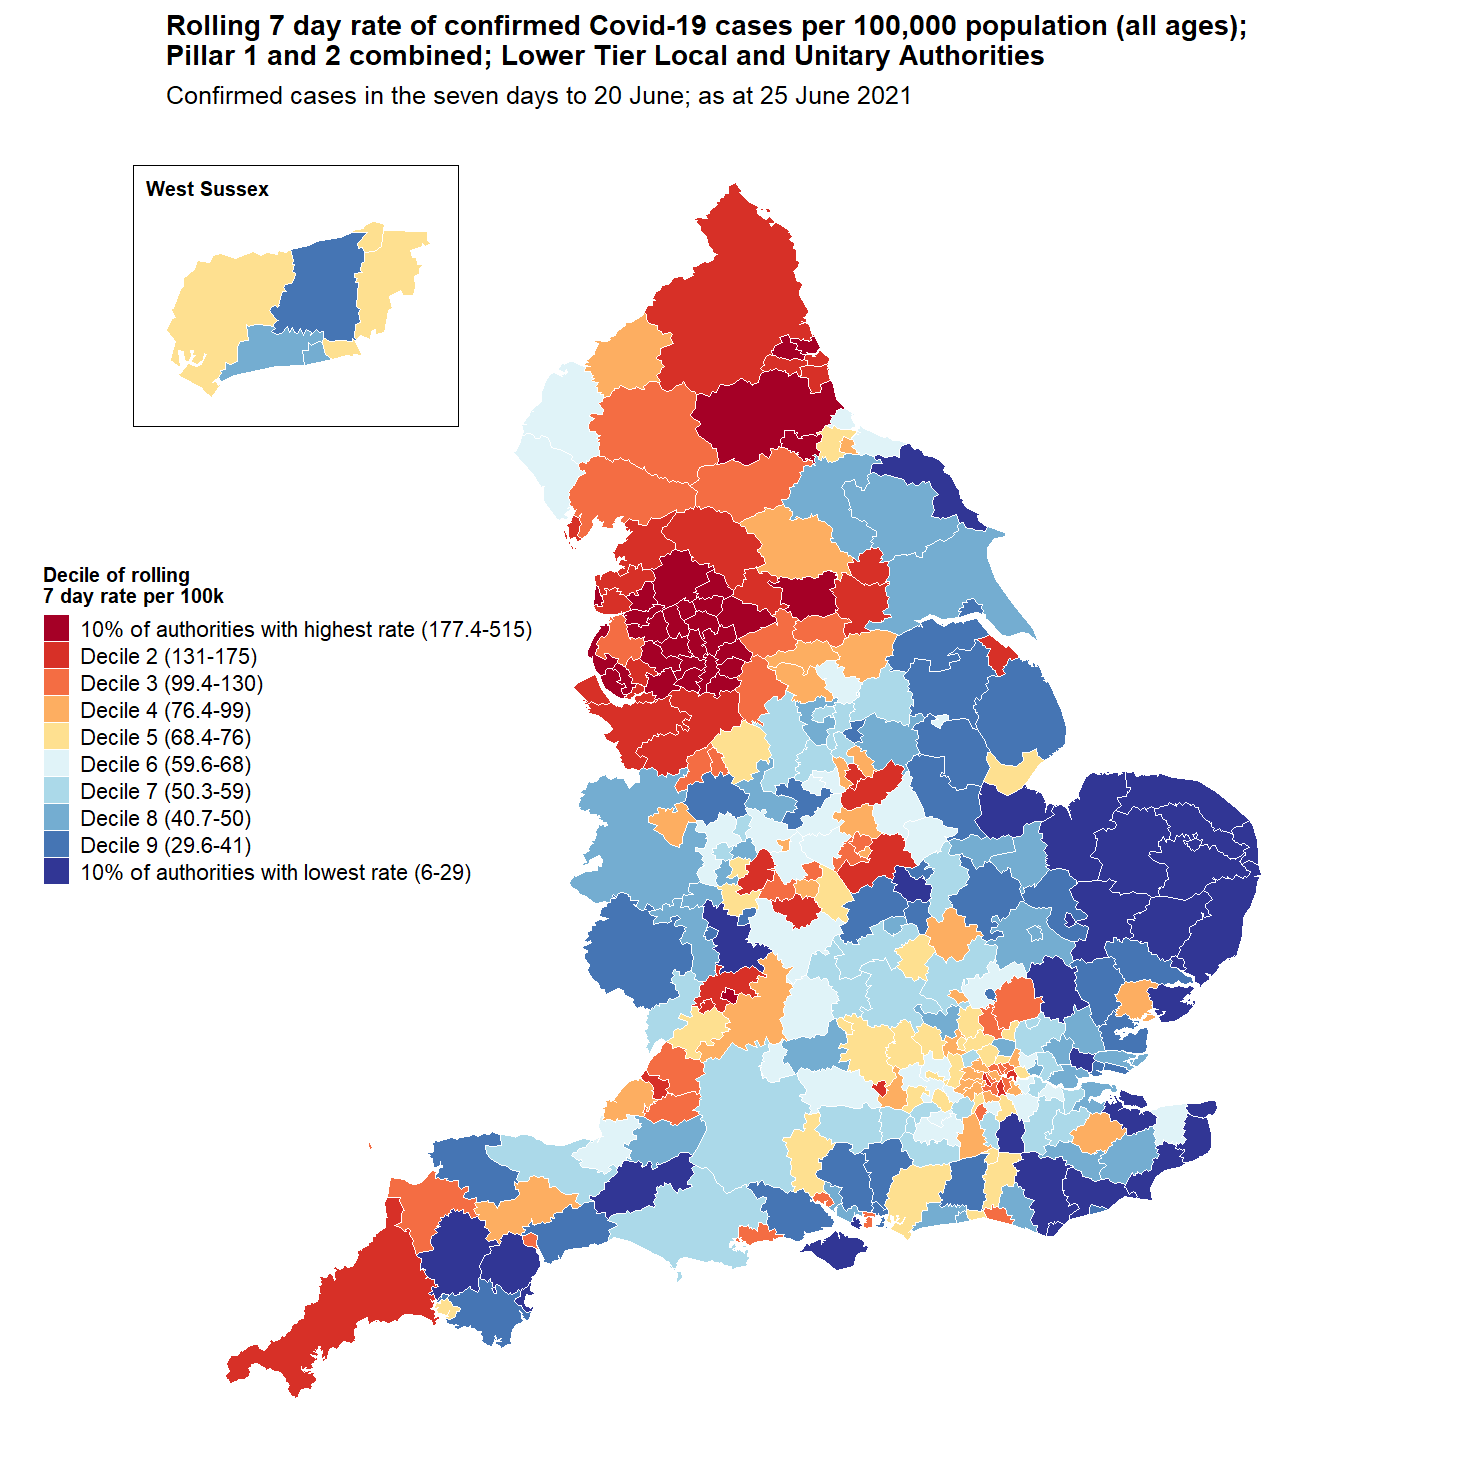 Rolling 7 day rate of confirmed Covid-19 cases per 100,000 population (all ages);
Pillar 1 and 2 combined; Lower Tier Local and Unitary Authorities
Confirmed cases in the seven days to 20 June; as at 25 June 2021
West Sussex
Decile of rolling
7 day rate per 100k
10% of authorities with highest rate (177.4-515)
Decile 2 (131-175)
Decile 3 (99.4-130)
Decile 4 (76.4-99)
Decile 5 (68.4-76)
Decile 6 (59.6-68)
Decile 7 (50.3-59)
Decile 8 (40.7-50)
Decile 9 (29.6-41)
10% of authorities with lowest rate (6-29)